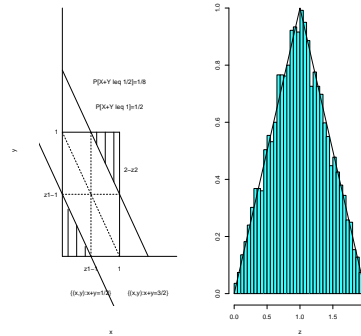 P[X+Y leq 1/2]=1/8
P[X+Y leq 1]=1/2
1
2−z2
z1−1
z1−1
1
{(x,y):x+y=1/2}
{(x,y):x+y=3/2}
y
x
1.0
0.8
0.6
0.4
0.2
0.0
0.0
0.5
1.0
1.5
z